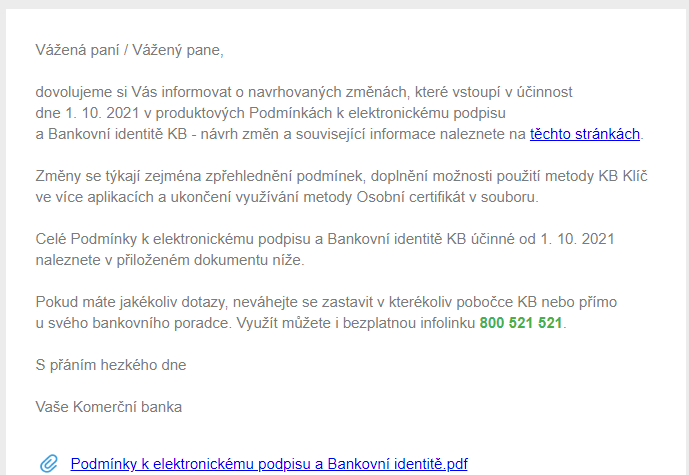 Vážená paní / Vážený pane,
dovolujeme si Vás informovat o navrhovaných změnách, které vstoupí v účinnost
dne 1. 10. 2021 v produktových Podmínkách k elektronickému podpisu
a Bankovní identitě KB - návrh změn a související informace naleznete na těchto stránkách.
Změny se týkají zejména zpřehlednění podmínek, doplnění možnosti použití metody KB Klíč
ve více aplikacích a ukončení využívání metody Osobní certifikát v souboru.
Celé Podmínky k elektronickému podpisu a Bankovní identitě KB účinné od 1. 10. 2021
naleznete v přiloženém dokumentu níže.
Pokud máte jakékoliv dotazy, neváhejte se zastavit v kterékoliv pobočce KB nebo přímo
u svého bankovního poradce. Využít můžete i bezplatnou infolinku 800 521 521.
S přáním hezkého dne
Vaše Komerční banka
Podmínky k elektronickému podpisu a Bankovní identitě.pdf